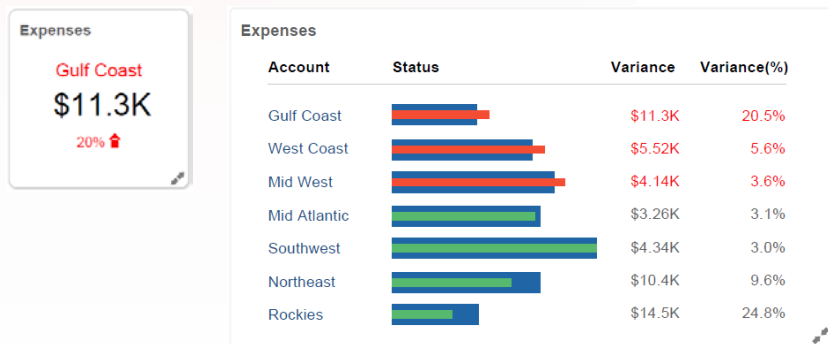 Expenses
Gulf Coast
$11.3K
20%
Expenses
Account Status Variance Variance(%)
Gulf Coast $11.3K 20.5%
West Coast $5.52K 5.6%
Mid West $4.14K 3.6%
Mid Atlantic $3.26K 3.1%
Southwest $4.34K 3.0%
Northeast $10.4K 9.6%
Rockies $14.5K 24.8%